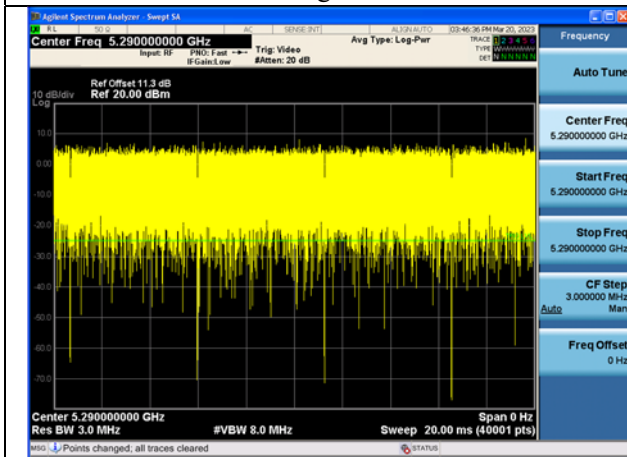 Agilent Spectrum Analyzer - Swept SA
RL 50 Ω AC SENSE:INT ALIGNAUTO 03:46:36 PM Mar 20, 2023
Center Freq 5.290000000 GHz
Input: RF PNO: Fast Trig: Video Avg Type: Log-Pwr
IFGain:Low #Atten: 20 dB
TRACE 1 2 3 4 5 6
TYPE
DET N N N N N N
Frequency
Ref Offset 11.3 dB
10 dB/div Ref 20.00 dBm
Log
10.0
0.00
-10.0
-20.0
-30.0
-40.0
-50.0
-60.0
-70.0
Center 5.290000000 GHz Span 0 Hz
Res BW 3.0 MHz #VBW 8.0 MHz Sweep 20.00 ms (40001 pts)
MSG Points changed; all traces cleared STATUS
Auto Tune
Center Freq
5.290000000 GHz
Start Freq
5.290000000 GHz
Stop Freq
5.290000000 GHz
CF Step
3.000000 MHz
Auto Man
Freq Offset
0 Hz